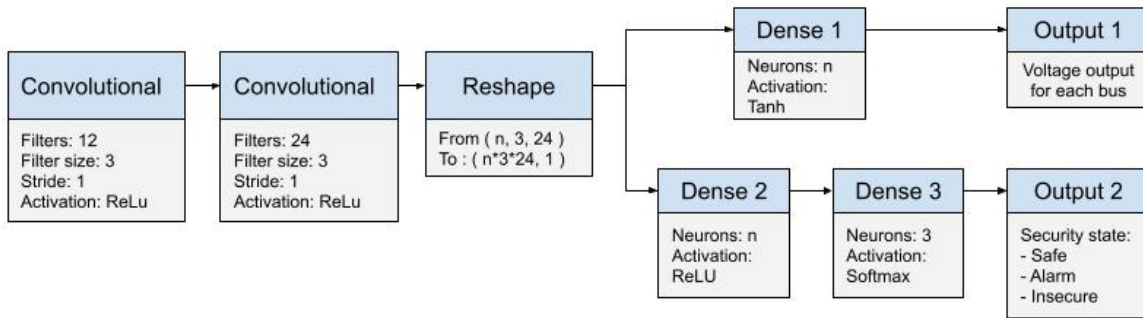 Convolutional
Filters: 12
Filter size: 3
Stride: 1
Activation: ReLu
Convolutional
Filters: 24
Filter size: 3
Stride: 1
Activation: ReLu
Reshape
From ( n, 3, 24 )
To : ( n*3*24, 1 )
Dense 1
Neurons: n
Activation:
Tanh
Output 1
Voltage output
for each bus
Dense 2
Neurons: n
Activation:
ReLU
Dense 3
Neurons: 3
Activation:
Softmax
Output 2
Security state:
- Safe
- Alarm
- Insecure